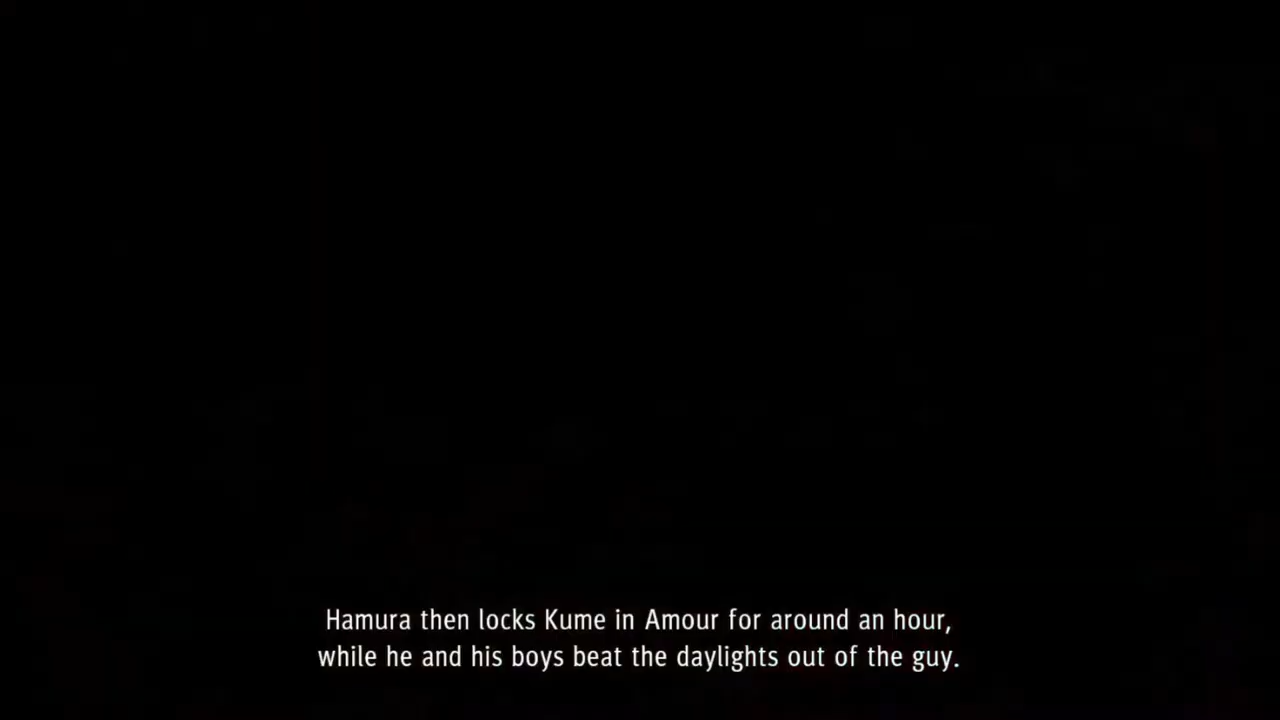 Hamura then locks Kume in Amour for around an hour,
while he and his boys beat the daylights out of the guy.